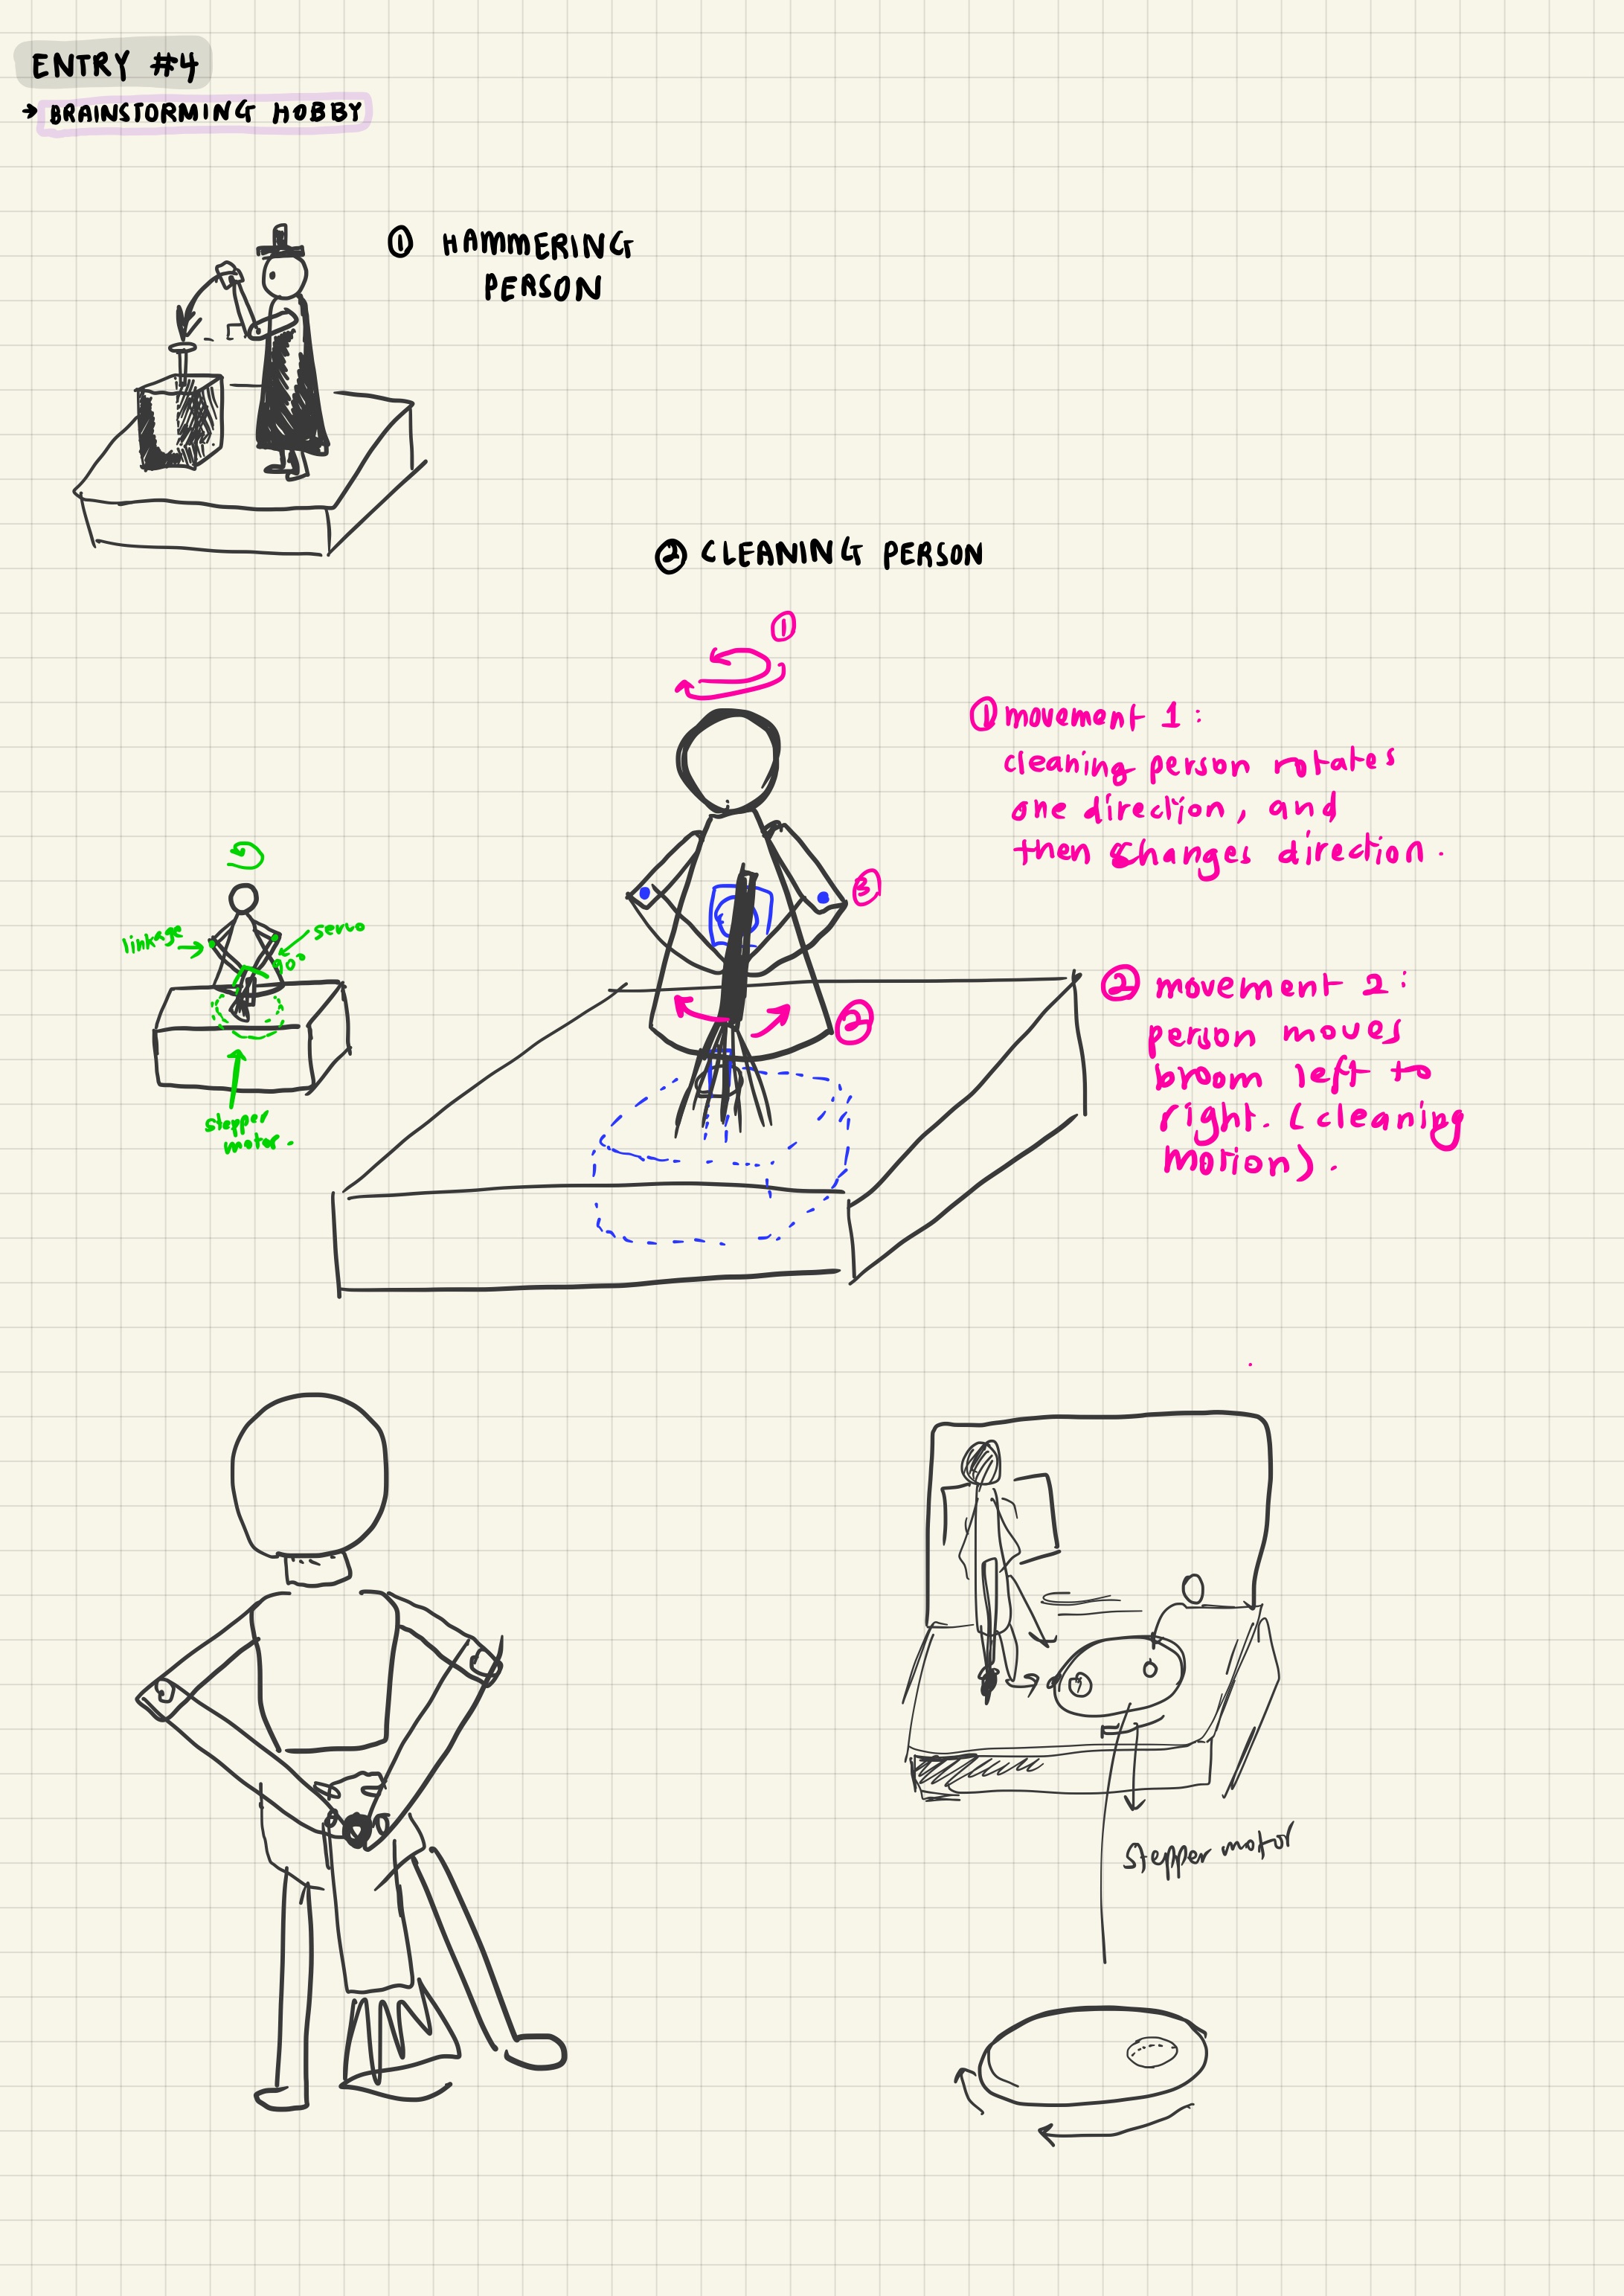 ENTRY #4
→ BRAINSTORMING HOBBY
① HAMMERING
PERSON
② CLEANING PERSON
①
① movement 1:
cleaning person rotates
one direction, and
then changes direction.
③
linkage
servo
90°
② movement 2:
person moves
broom left to
right. (cleaning
motion).
②
stepper
motor.
stepper motor